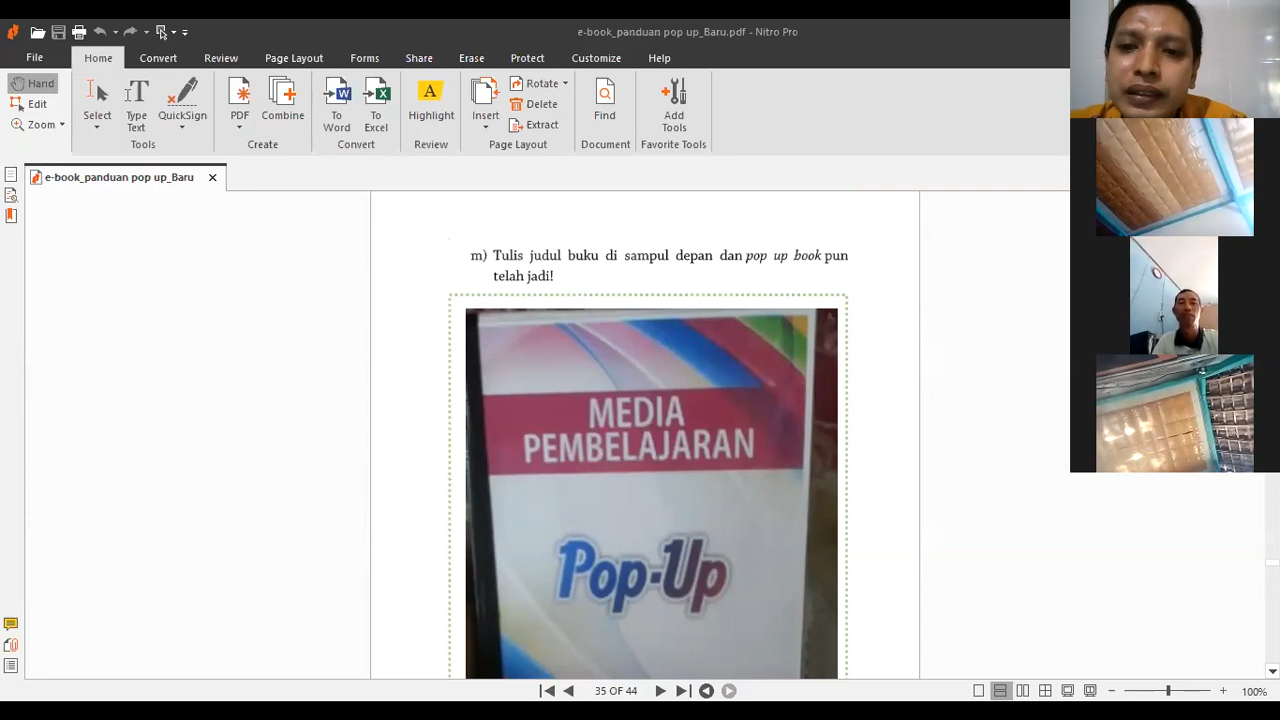 e-book_panduan pop up_Baru.pdf - Nitro Pro
File Home Convert Review Page Layout Forms Share Erase Protect Customize Help
Hand
Edit
Zoom
Select
Type Text
QuickSign
Tools
PDF
Combine
Create
To Word
To Excel
Convert
A
Highlight
Review
Insert
Rotate
Delete
Extract
Page Layout
Find
Document
Add Tools
Favorite Tools
e-book_panduan pop up_Baru
m) Tulis judul buku di sampul depan dan pop up book pun
telah jadi!
MEDIA
PEMBELAJARAN
Pop-Up
35 OF 44
100%